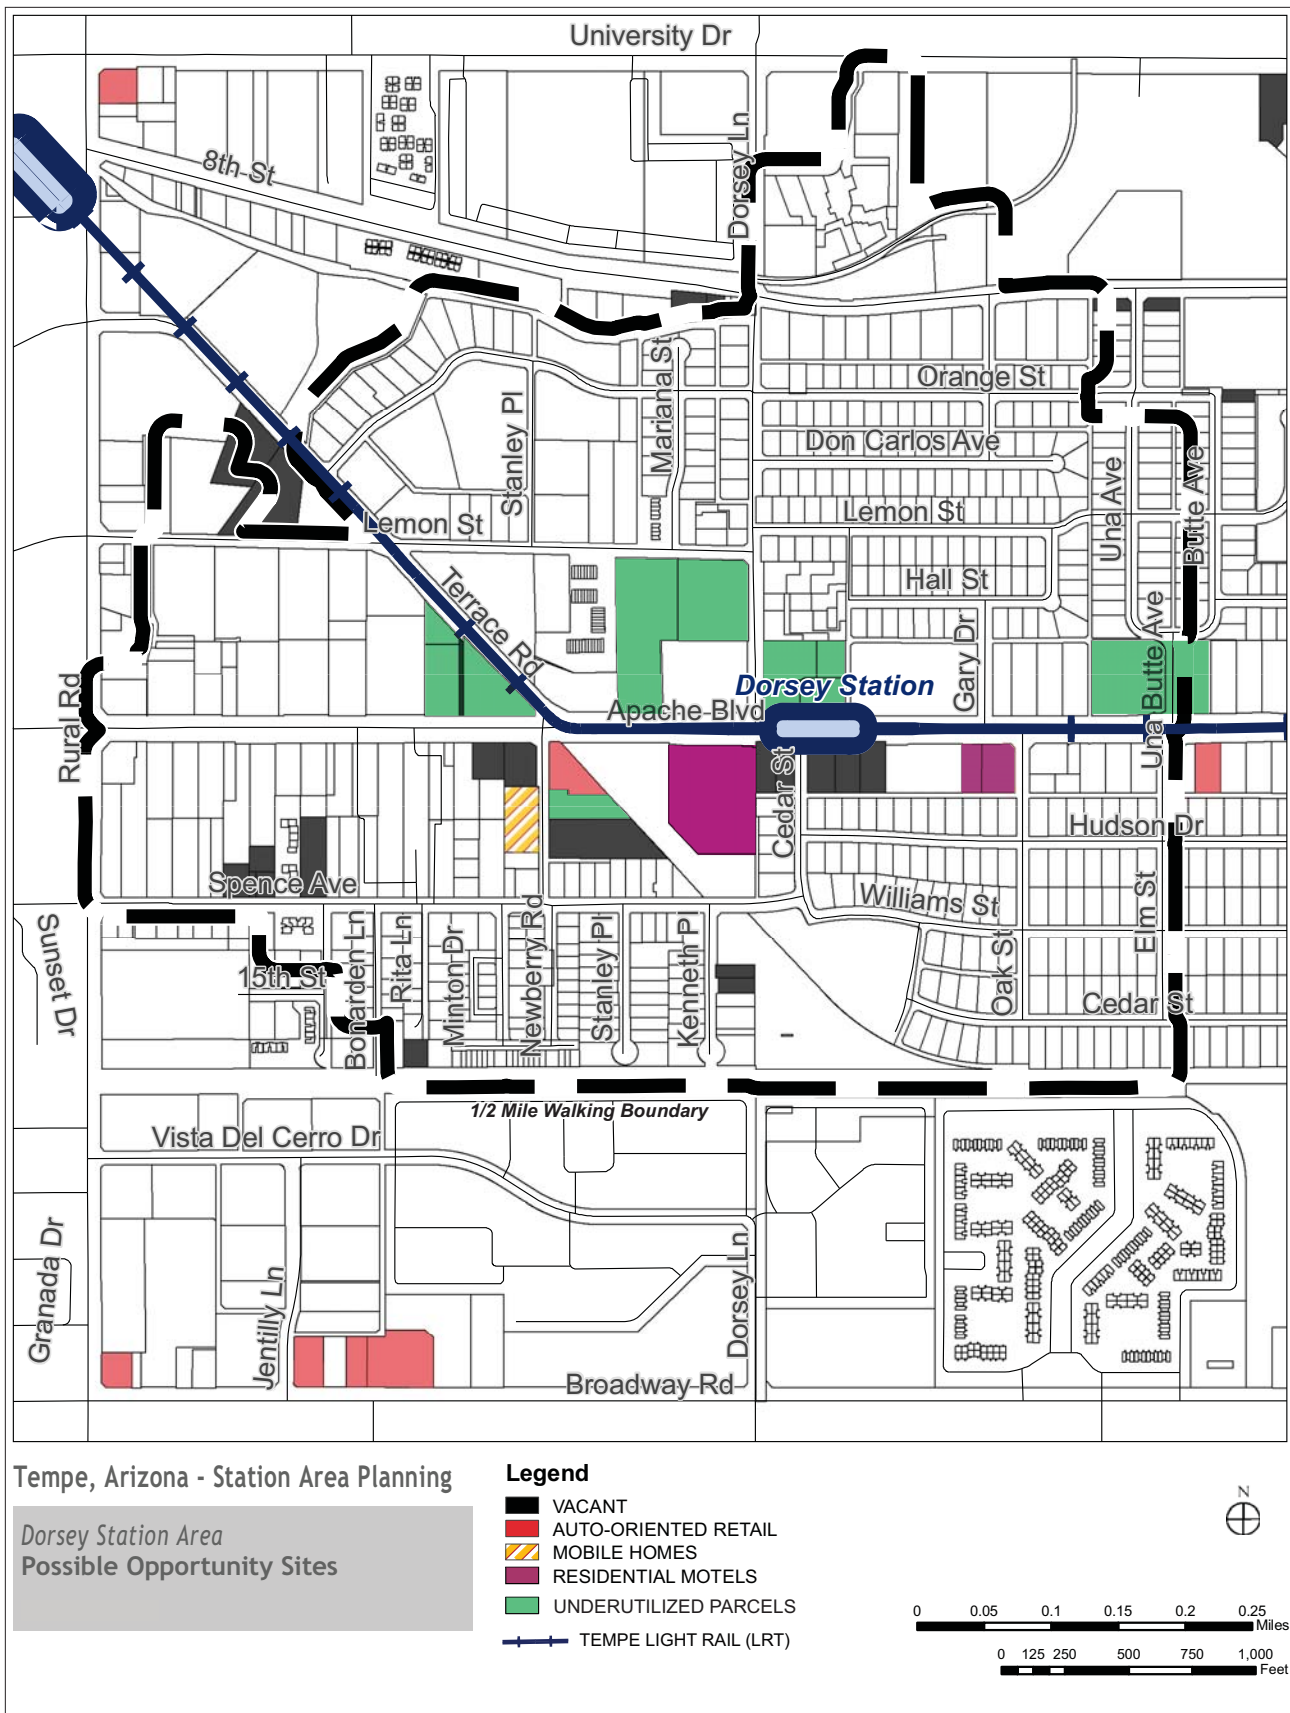 University Dr
8th St
Dorsey Ln
Orange St
Mariana St
Stanley Pl
Don Carlos Ave
Una Ave
Butte Ave
Lemon St
Lemon St
Hall St
Terrace Rd
Gary Dr
Una Butte Ave
Dorsey Station
Apache Blvd
Rural Rd
Cedar St
Hudson Dr
Spence Ave
Williams St
Elm St
Sunset Dr
Bonarden Ln
Rita Ln
Minton Dr
Newberry Rd
Stanley Pl
Kenneth Pl
Oak St
15th St
Cedar St
1/2 Mile Walking Boundary
Vista Del Cerro Dr
Granada Dr
Jentilly Ln
Dorsey Ln
Broadway Rd
Tempe, Arizona - Station Area Planning
Dorsey Station Area
Possible Opportunity Sites
Legend
VACANT
AUTO-ORIENTED RETAIL
MOBILE HOMES
RESIDENTIAL MOTELS
UNDERUTILIZED PARCELS
TEMPE LIGHT RAIL (LRT)
N
0 0.05 0.1 0.15 0.2 0.25
Miles
0 125 250 500 750 1,000
Feet